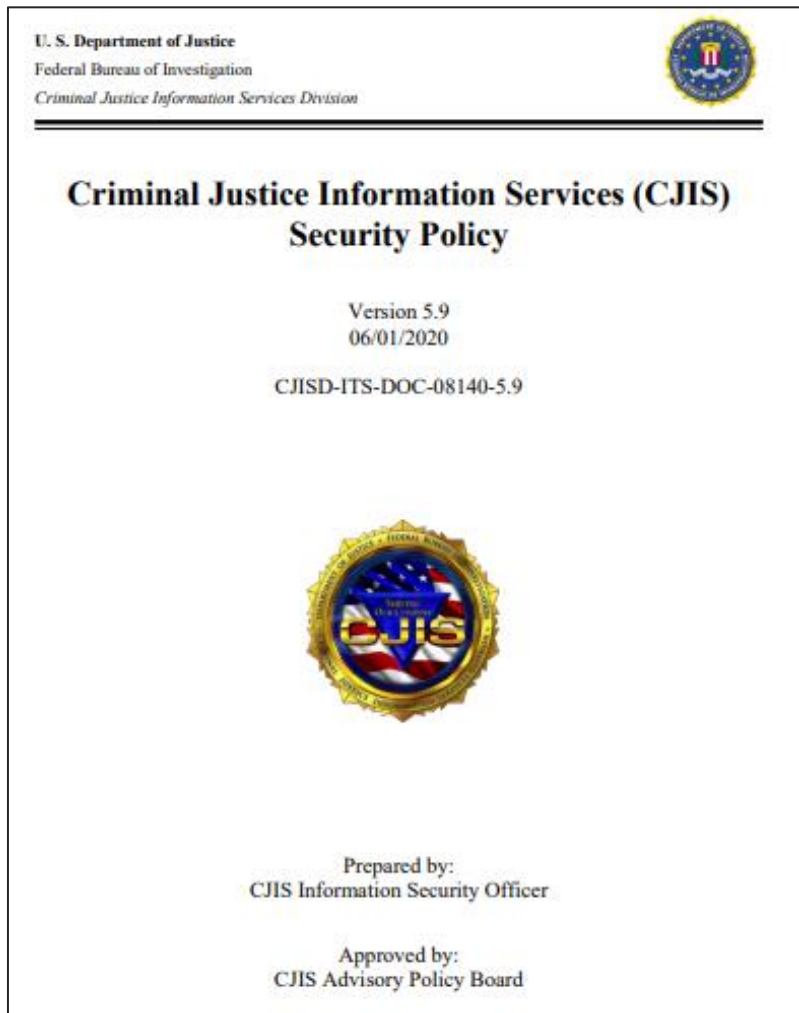 U. S. Department of Justice
Federal Bureau of Investigation
Criminal Justice Information Services Division
Criminal Justice Information Services (CJIS)
Security Policy
Version 5.9
06/01/2020
CJISD-ITS-DOC-08140-5.9
CJIS
Prepared by:
CJIS Information Security Officer
Approved by:
CJIS Advisory Policy Board